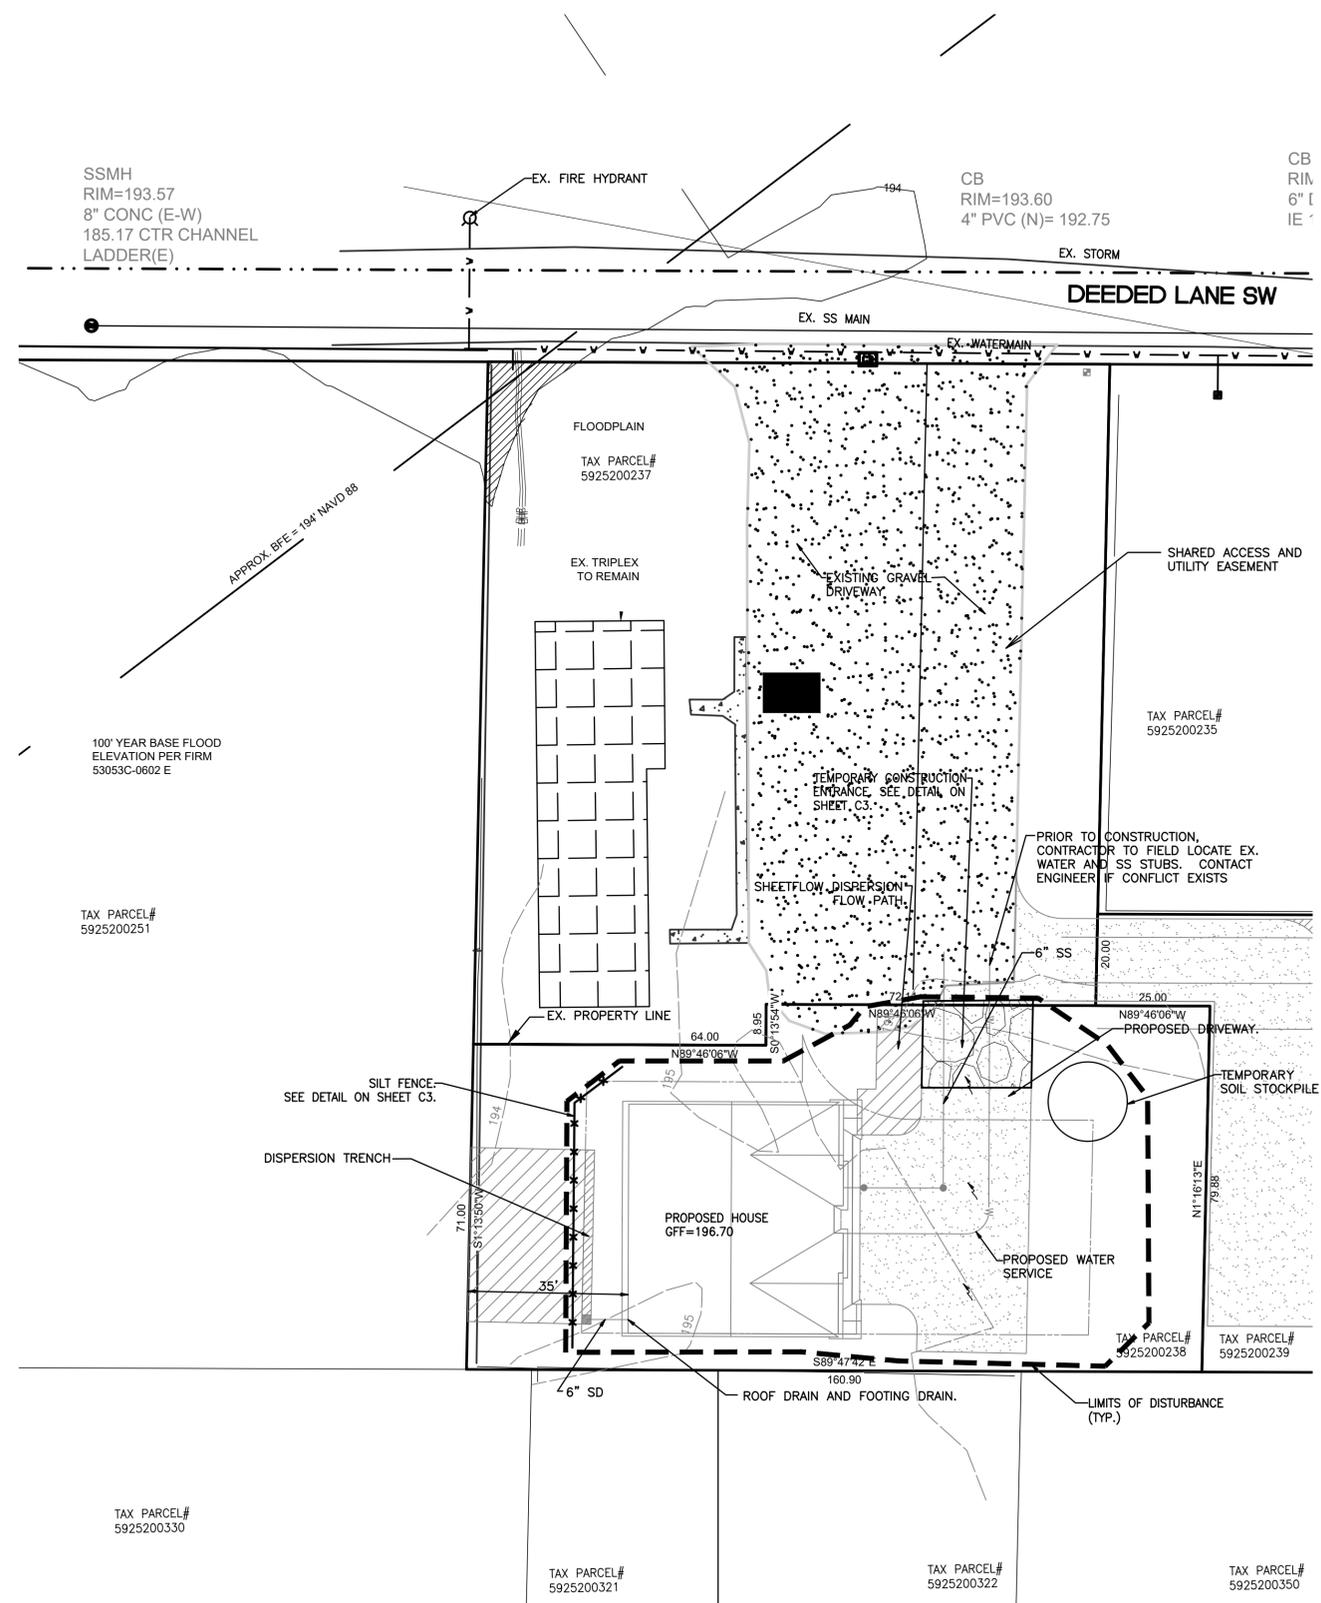 SSMH
RIM=193.57
8" CONC (E-W)
185.17 CTR CHANNEL
LADDER(E)
EX. FIRE HYDRANT
194
CB
RIM=193.60
4" PVC (N)= 192.75
CB
6"
IE
EX. STORM
DEEDED LANE SW
EX. SS MAIN
EX. WATERMAIN
FLOODPLAIN
TAX PARCEL#
5925200237
APPROX. BFE = 194' NAVD 88
EX. TRIPLEX
TO REMAIN
EXISTING GRAVEL
DRIVEWAY
SHARED ACCESS AND
UTILITY EASEMENT
TAX PARCEL#
5925200235
100' YEAR BASE FLOOD
ELEVATION PER FIRM
53053C-0602 E
TEMPORARY CONSTRUCTION
ENTRANCE. SEE DETAIL ON
SHEET C3.
PRIOR TO CONSTRUCTION,
CONTRACTOR TO FIELD LOCATE EX.
WATER AND SS STUBS. CONTACT
ENGINEER IF CONFLICT EXISTS
SHEETFLOW DISPERSION
FLOW PATH.
TAX PARCEL#
5925200251
6" SS
20.00
25.00
N89°46'06"W
N89°46'06"W
EX. PROPERTY LINE
8.95
S0°13'54"W
64.00
N89°46'06"W
PROPOSED DRIVEWAY.
SILT FENCE.
SEE DETAIL ON SHEET C3.
195
194
TEMPORARY
SOIL STOCKPILE
DISPERSION TRENCH
71.00
S1°13'50"W
N1°16'13"E
79.88
PROPOSED HOUSE
GFF=196.70
PROPOSED WATER
SERVICE
35'
195
TAX PARCEL#
5925200238
TAX PARCEL#
5925200239
S89°47'42"E
160.90
6" SD
ROOF DRAIN AND FOOTING DRAIN.
LIMITS OF DISTURBANCE
(TYP.)
TAX PARCEL#
5925200330
TAX PARCEL#
5925200321
TAX PARCEL#
5925200322
TAX PARCEL#
5925200350